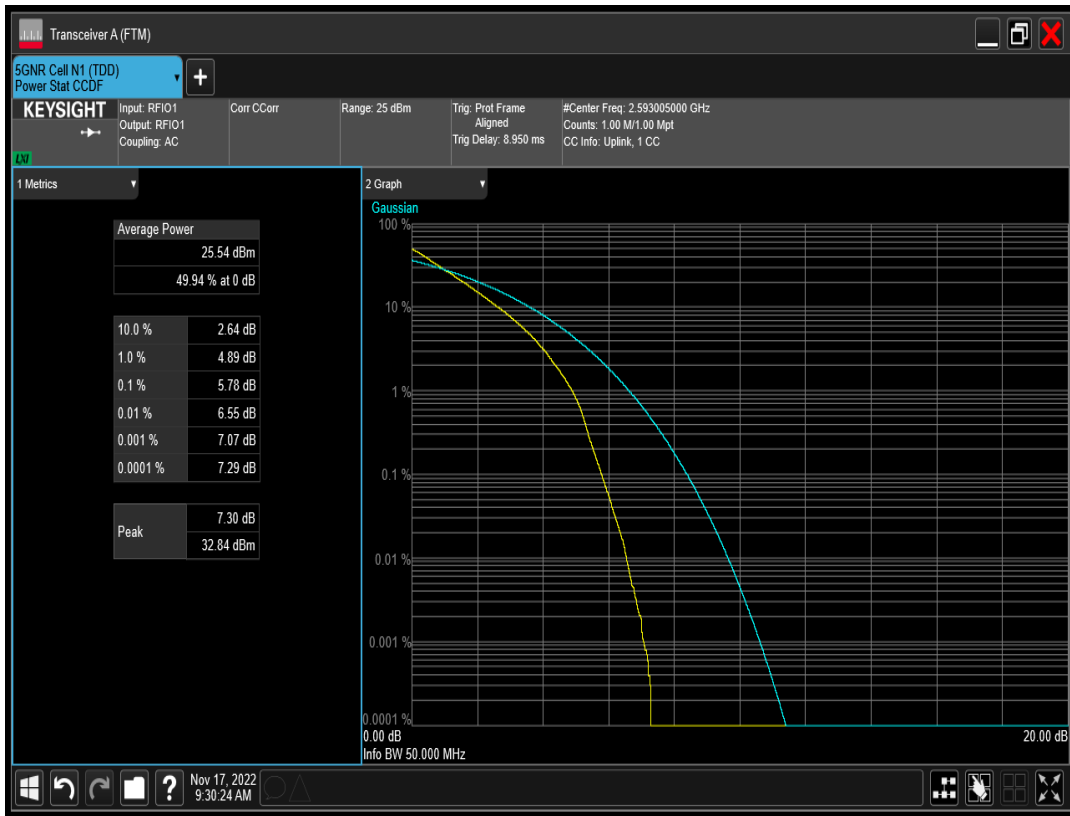 Transceiver A (FTM)
5GNR Cell N1 (TDD)
Power Stat CCDF
+
KEYSIGHT
LXI
Input: RFIO1
Output: RFIO1
Coupling: AC
Corr CCorr
Range: 25 dBm
Trig: Prot Frame
Aligned
Trig Delay: 8.950 ms
#Center Freq: 2.593005000 GHz
Counts: 1.00 M/1.00 Mpt
CC Info: Uplink, 1 CC
1 Metrics
Average Power
25.54 dBm
49.94 % at 0 dB
10.0 % 2.64 dB
1.0 % 4.89 dB
0.1 % 5.78 dB
0.01 % 6.55 dB
0.001 % 7.07 dB
0.0001 % 7.29 dB
Peak
7.30 dB
32.84 dBm
2 Graph
Gaussian
100 %
10 %
1 %
0.1 %
0.01 %
0.001 %
0.0001 %
0.00 dB
20.00 dB
Info BW 50.000 MHz
?
Nov 17, 2022
9:30:24 AM